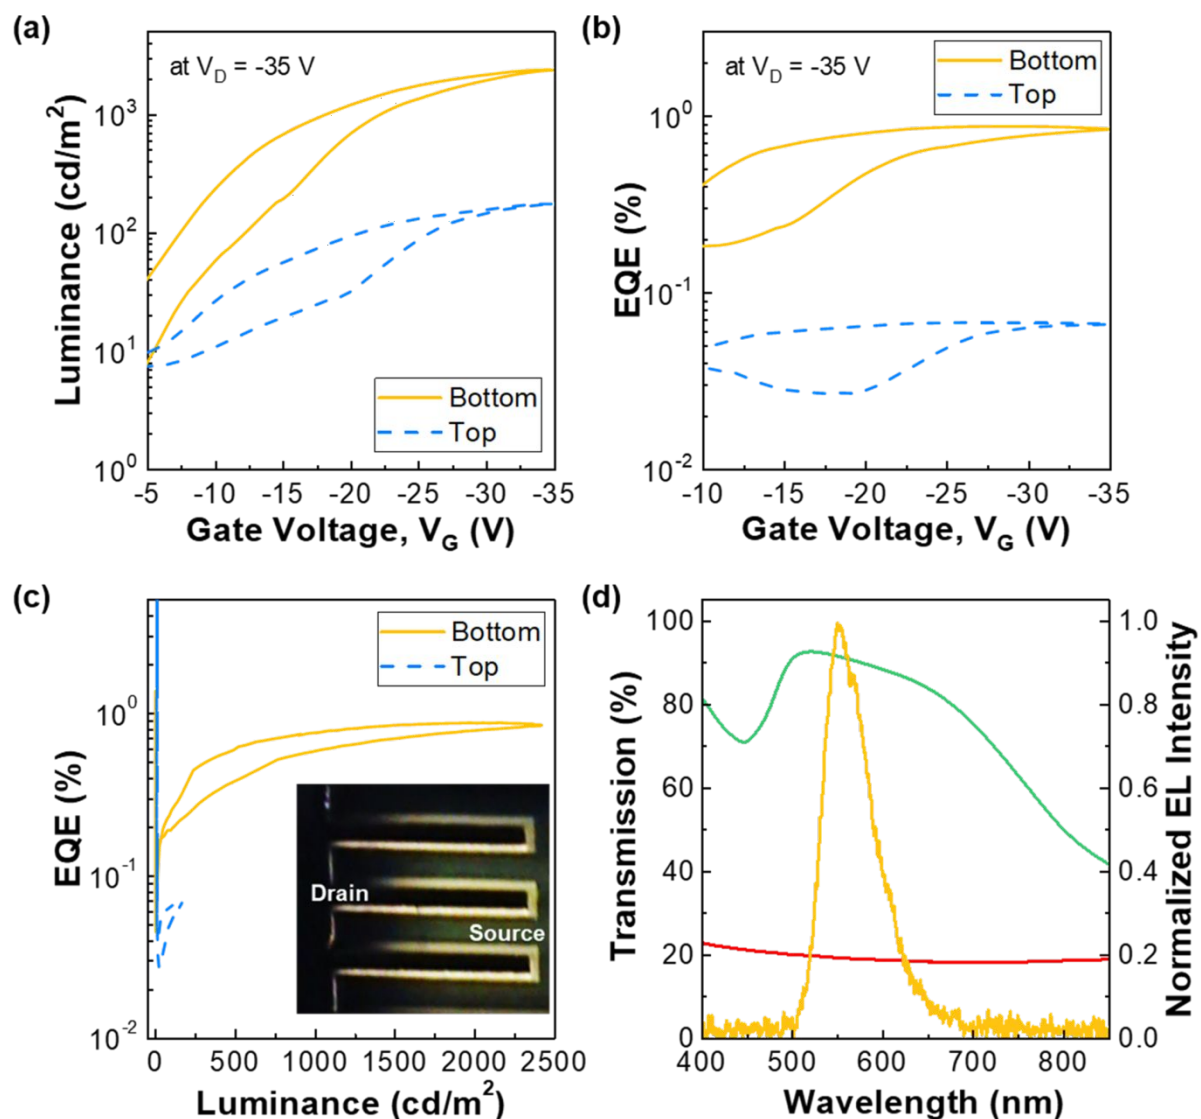 (a)
at V_D = -35 V
Luminance (cd/m²)
10³
10²
10¹
10⁰
Bottom
Top
-5 -10 -15 -20 -25 -30 -35
Gate Voltage, V_G (V)
(b)
at V_D = -35 V
Bottom
Top
EQE (%)
10⁰
10⁻¹
10⁻²
-10 -15 -20 -25 -30 -35
Gate Voltage, V_G (V)
(c)
Bottom
Top
EQE (%)
10⁰
10⁻¹
10⁻²
Drain
Source
0 500 1000 1500 2000 2500
Luminance (cd/m²)
(d)
Transmission (%)
100
80
60
40
20
0
1.0
0.8
0.6
0.4
0.2
0.0
Normalized EL Intensity
400 500 600 700 800
Wavelength (nm)